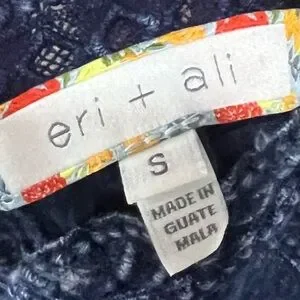 eri + ali
S
MADE IN
GUATE
MALA